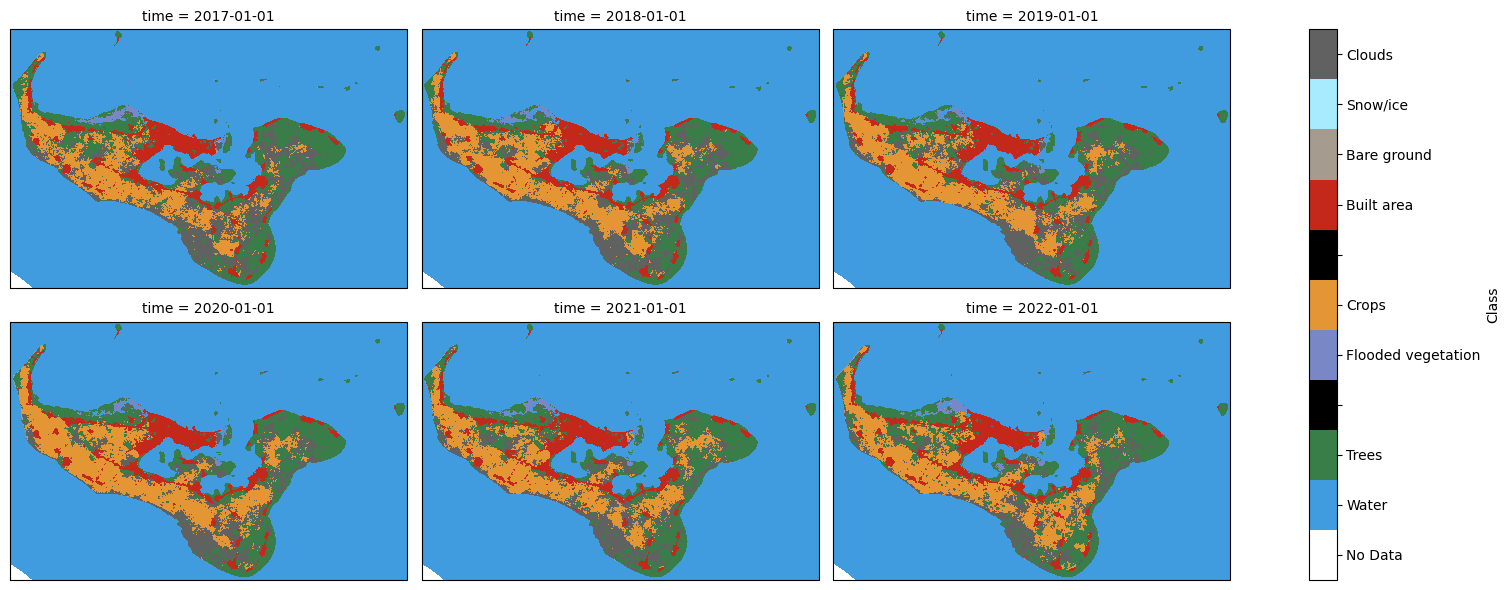 time = 2017-01-01
time = 2018-01-01
time = 2019-01-01
time = 2020-01-01
time = 2021-01-01
time = 2022-01-01
Clouds
Snow/ice
Bare ground
Built area
Crops
Flooded vegetation
Trees
Water
No Data
Class